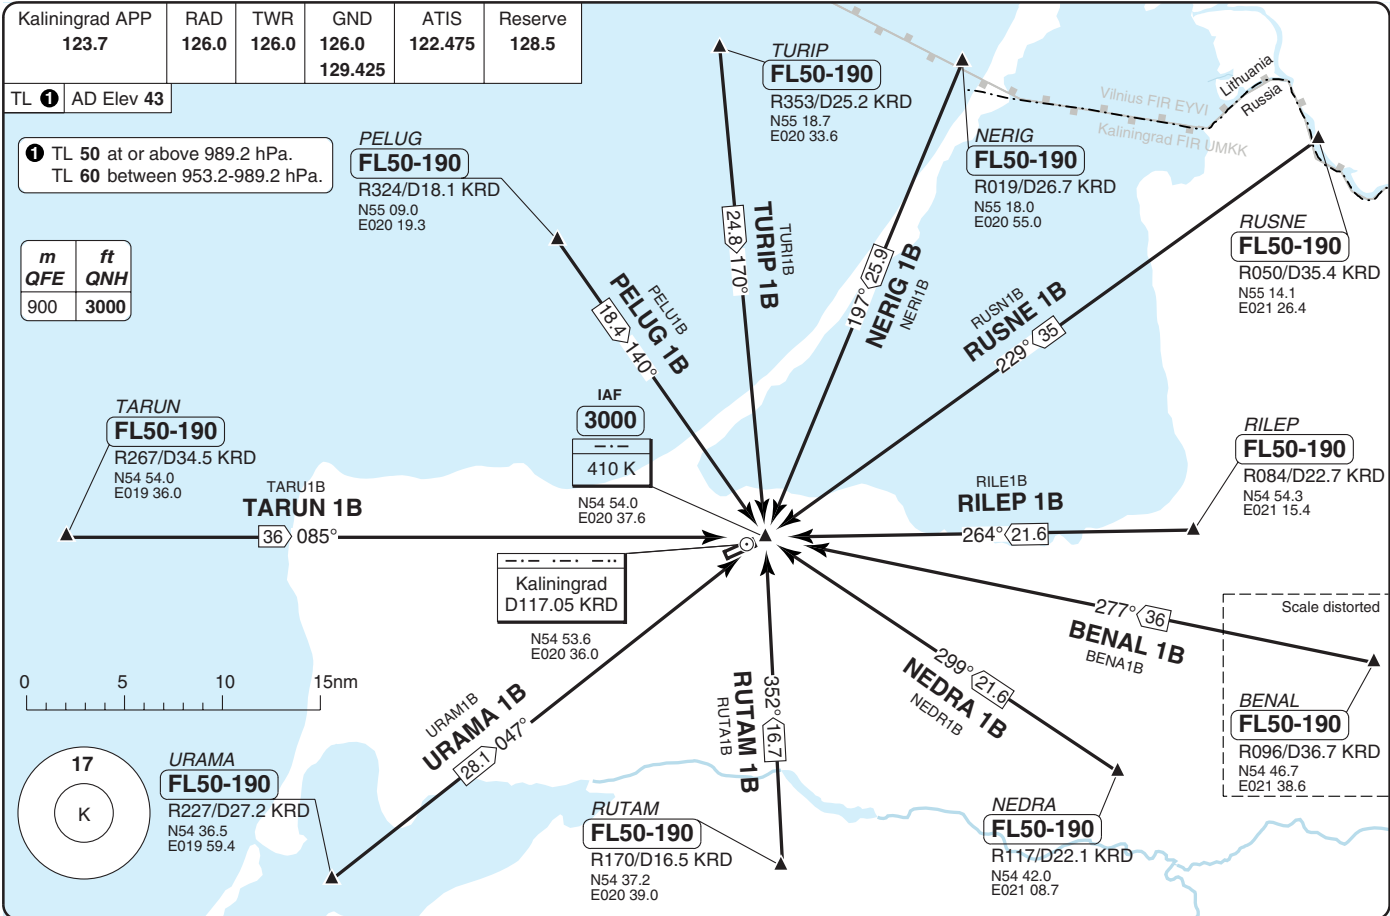 Kaliningrad APP
123.7
RAD
126.0
TWR
126.0
GND
126.0
129.425
ATIS
122.475
Reserve
128.5
TL 1 AD Elev 43
1 TL 50 at or above 989.2 hPa.
TL 60 between 953.2-989.2 hPa.
m ft
QFE QNH
900 3000
PELUG
FL50-190
R324/D18.1 KRD
N55 09.0
E020 19.3
TURIP
FL50-190
R353/D25.2 KRD
N55 18.7
E020 33.6
NERIG
FL50-190
R019/D26.7 KRD
N55 18.0
E020 55.0
Vilnius FIR EYVI
Kaliningrad FIR UMKK
Lithuania
Russia
RUSNE
FL50-190
R050/D35.4 KRD
N55 14.1
E021 26.4
TURI1B
TURIP 1B
24.8 170°
PELU1B
PELUG 1B
18.4 140°
197° 25.9
NERIG 1B
NERI1B
RUSN1B
RUSNE 1B
229° 35
TARUN
FL50-190
R267/D34.5 KRD
N54 54.0
E019 36.0
TARU1B
TARUN 1B
36 085°
IAF
3000
410 K
N54 54.0
E020 37.6
RILEP
FL50-190
R084/D22.7 KRD
N54 54.3
E021 15.4
RILE1B
RILEP 1B
264° 21.6
Kaliningrad
D117.05 KRD
N54 53.6
E020 36.0
277° 36
BENAL 1B
BENA1B
Scale distorted
BENAL
FL50-190
R096/D36.7 KRD
N54 46.7
E021 38.6
299° 21.6
NEDRA 1B
NEDR1B
352° 16.7
RUTAM 1B
RUTA1B
URAM1B
URAMA 1B
28.1 047°
0 5 10 15nm
17
K
URAMA
FL50-190
R227/D27.2 KRD
N54 36.5
E019 59.4
RUTAM
FL50-190
R170/D16.5 KRD
N54 37.2
E020 39.0
NEDRA
FL50-190
R117/D22.1 KRD
N54 42.0
E021 08.7